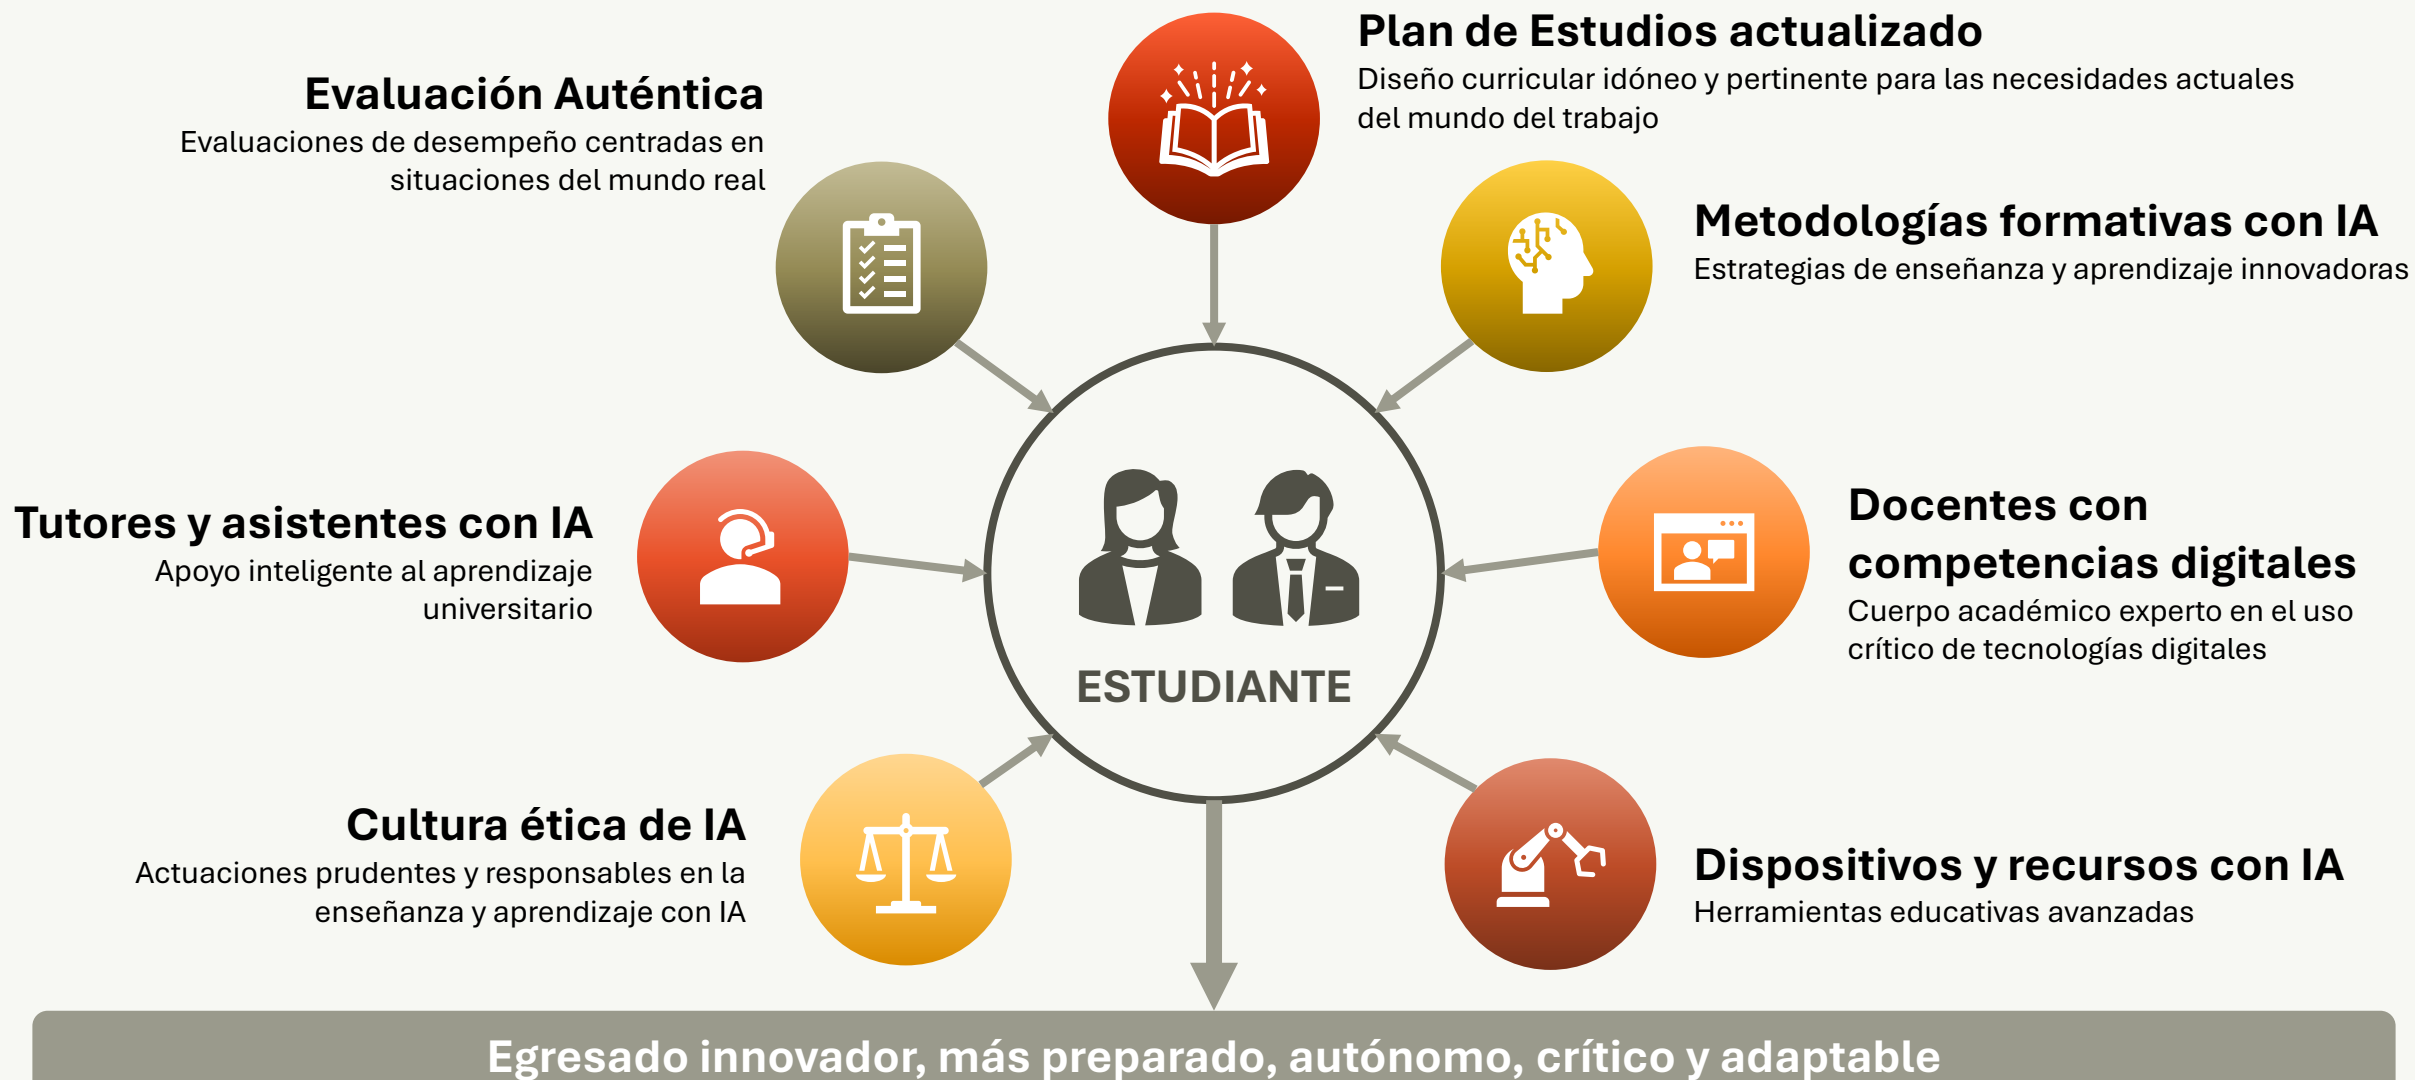 Plan de Estudios actualizado
Diseño curricular idóneo y pertinente para las necesidades actuales
del mundo del trabajo
Evaluación Auténtica
Evaluaciones de desempeño centradas en
situaciones del mundo real
Metodologías formativas con IA
Estrategias de enseñanza y aprendizaje innovadoras
Tutores y asistentes con IA
Apoyo inteligente al aprendizaje
universitario
Docentes con
competencias digitales
Cuerpo académico experto en el uso
crítico de tecnologías digitales
ESTUDIANTE
Cultura ética de IA
Actuaciones prudentes y responsables en la
enseñanza y aprendizaje con IA
Dispositivos y recursos con IA
Herramientas educativas avanzadas
Egresado innovador, más preparado, autónomo, crítico y adaptable